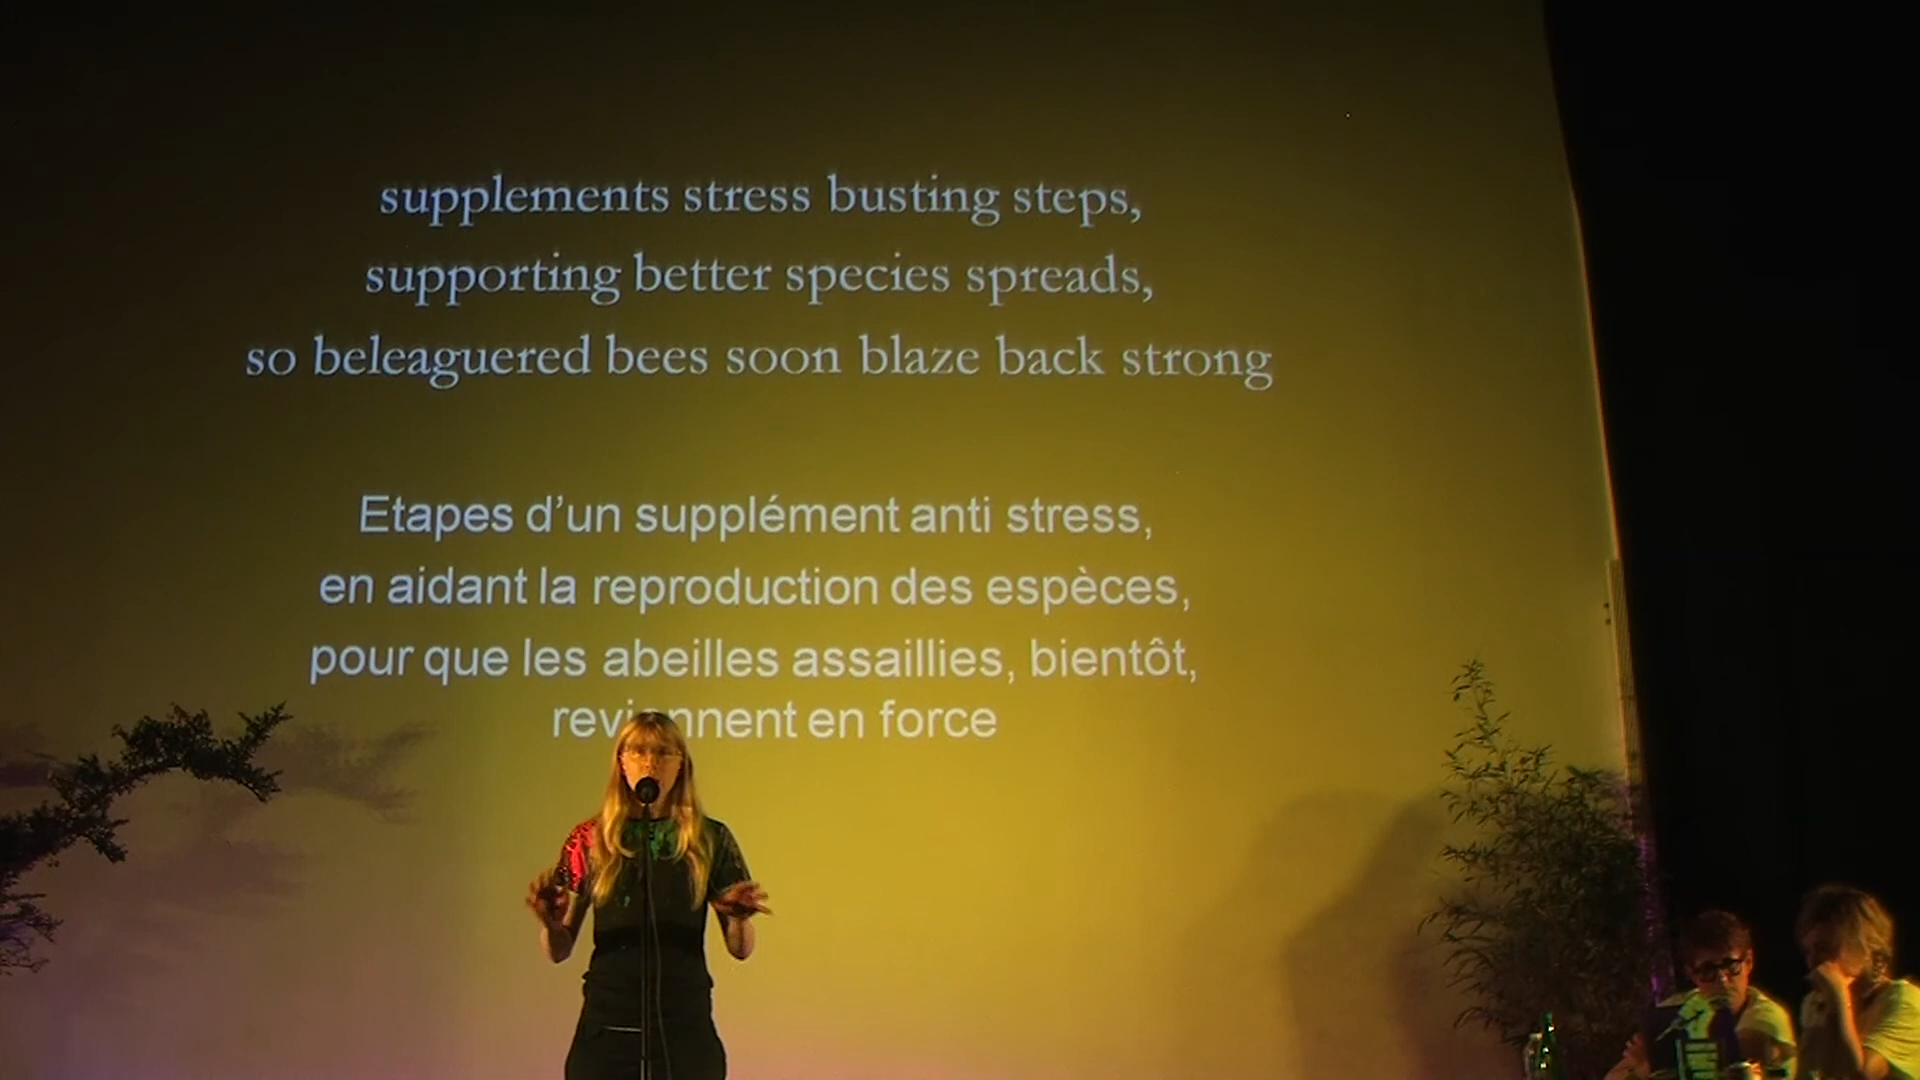 supplements stress busting steps,
supporting better species spreads,
so beleaguered bees soon blaze back strong
Etapes d’un supplément anti stress,
en aidant la reproduction des espèces,
pour que les abeilles assaillies, bientôt,
reviennent en force